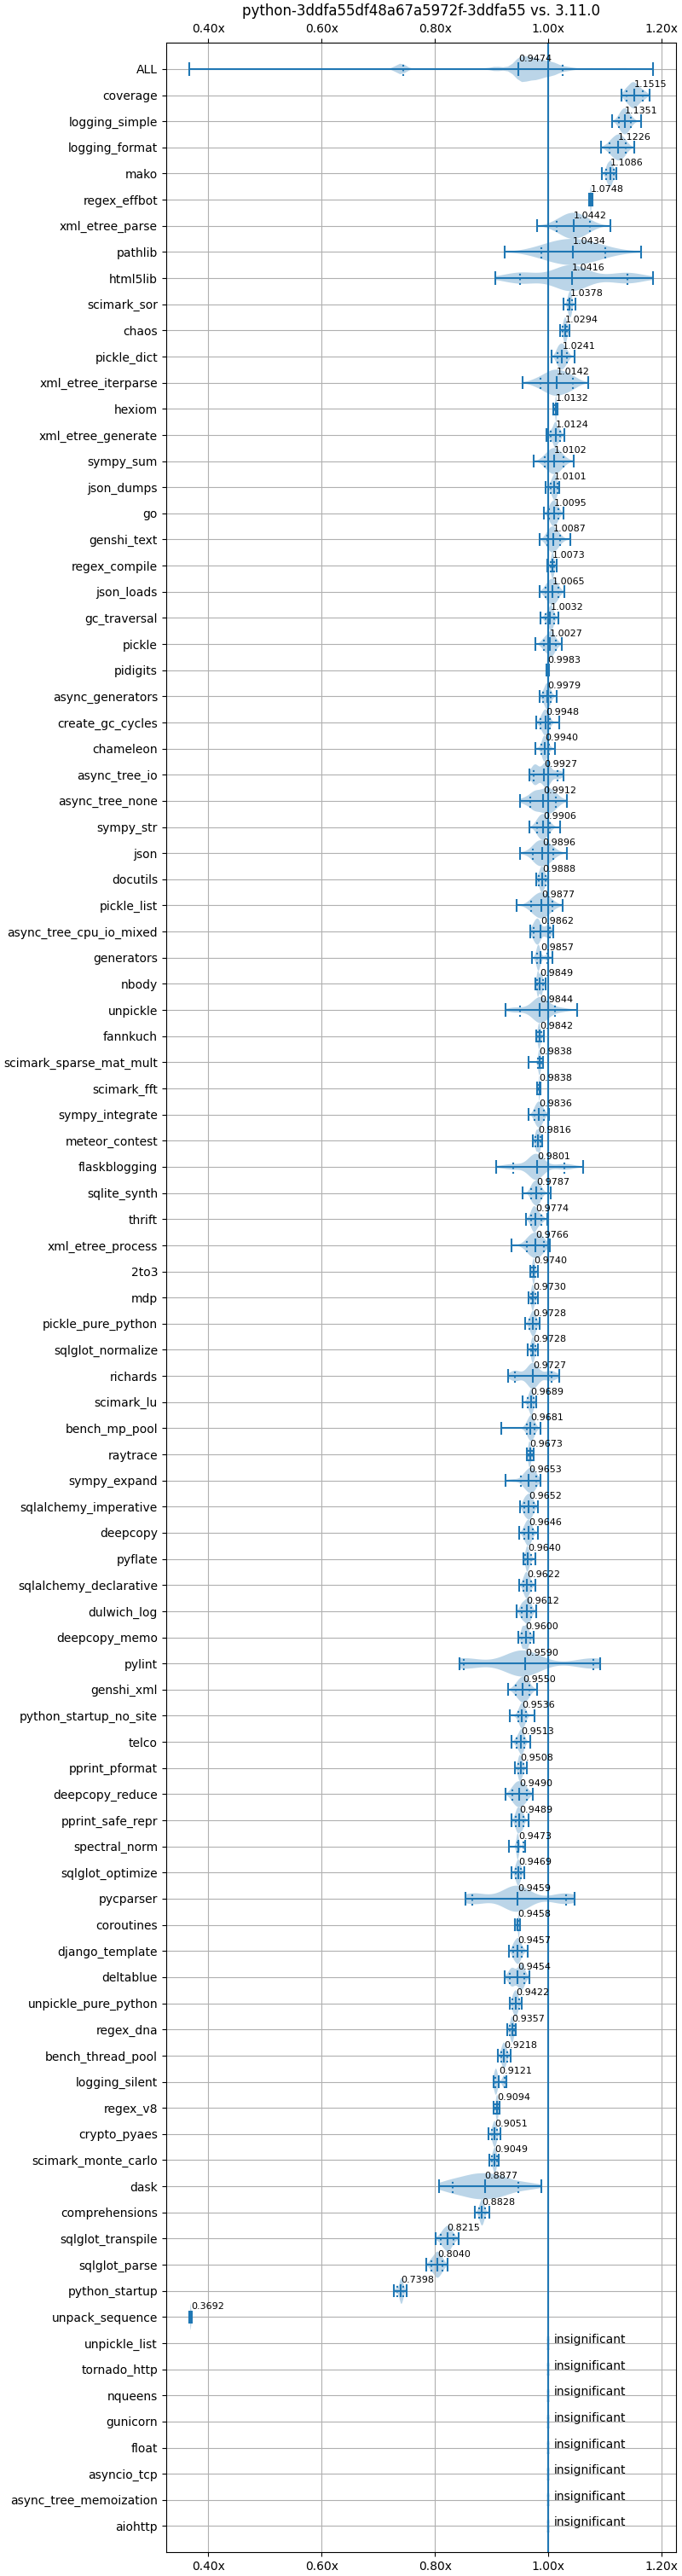 python-3ddfa55df48a67a5972f-3ddfa55 vs. 3.11.0
0.40x 0.60x 0.80x 1.00x 1.20x
ALL 0.9474
coverage 1.1515
logging_simple 1.1351
logging_format 1.1226
mako 1.1086
regex_effbot 1.0748
xml_etree_parse 1.0442
pathlib 1.0434
html5lib 1.0416
scimark_sor 1.0378
chaos 1.0294
pickle_dict 1.0241
xml_etree_iterparse 1.0142
hexiom 1.0132
xml_etree_generate 1.0124
sympy_sum 1.0102
json_dumps 1.0101
go 1.0095
genshi_text 1.0087
regex_compile 1.0073
json_loads 1.0065
gc_traversal 1.0032
pickle 1.0027
pidigits 0.9983
async_generators 0.9979
create_gc_cycles 0.9948
chameleon 0.9940
async_tree_io 0.9927
async_tree_none 0.9912
sympy_str 0.9906
json 0.9896
docutils 0.9888
pickle_list 0.9877
async_tree_cpu_io_mixed 0.9862
generators 0.9857
nbody 0.9849
unpickle 0.9844
fannkuch 0.9842
scimark_sparse_mat_mult 0.9838
scimark_fft 0.9838
sympy_integrate 0.9836
meteor_contest 0.9816
flaskblogging 0.9801
sqlite_synth 0.9787
thrift 0.9774
xml_etree_process 0.9766
2to3 0.9740
mdp 0.9730
pickle_pure_python 0.9728
sqlglot_normalize 0.9728
richards 0.9727
scimark_lu 0.9689
bench_mp_pool 0.9681
raytrace 0.9673
sympy_expand 0.9653
sqlalchemy_imperative 0.9652
deepcopy 0.9646
pyflate 0.9640
sqlalchemy_declarative 0.9622
dulwich_log 0.9612
deepcopy_memo 0.9600
pylint 0.9590
genshi_xml 0.9550
python_startup_no_site 0.9536
telco 0.9513
pprint_pformat 0.9508
deepcopy_reduce 0.9490
pprint_safe_repr 0.9489
spectral_norm 0.9473
sqlglot_optimize 0.9469
pycparser 0.9459
coroutines 0.9458
django_template 0.9457
deltablue 0.9454
unpickle_pure_python 0.9422
regex_dna 0.9357
bench_thread_pool 0.9218
logging_silent 0.9121
regex_v8 0.9094
crypto_pyaes 0.9051
scimark_monte_carlo 0.9049
dask 0.8877
comprehensions 0.8828
sqlglot_transpile 0.8215
sqlglot_parse 0.8040
python_startup 0.7398
unpack_sequence 0.3692
unpickle_list insignificant
tornado_http insignificant
nqueens insignificant
gunicorn insignificant
float insignificant
asyncio_tcp insignificant
async_tree_memoization insignificant
aiohttp insignificant
0.40x 0.60x 0.80x 1.00x 1.20x